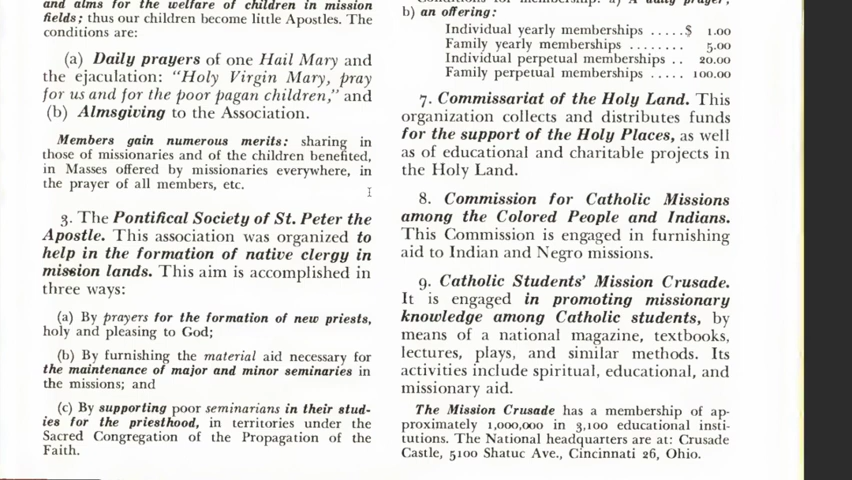 and alms for the welfare of children in mission
fields; thus our children become little Apostles. The
conditions are:
(a) Daily prayers of one Hail Mary and
the ejaculation: "Holy Virgin Mary, pray
for us and for the poor pagan children," and
(b) Almsgiving to the Association.
Members gain numerous merits: sharing in
those of missionaries and of the children benefited,
in Masses offered by missionaries everywhere, in
the prayer of all members, etc.
3. The Pontifical Society of St. Peter the
Apostle. This association was organized to
help in the formation of native clergy in
mission lands. This aim is accomplished in
three ways:
(a) By prayers for the formation of new priests,
holy and pleasing to God;
(b) By furnishing the material aid necessary for
the maintenance of major and minor seminaries in
the missions; and
(c) By supporting poor seminarians in their stud-
ies for the priesthood, in territories under the
Sacred Congregation of the Propagation of the
Faith.
b) an offering:
Individual yearly memberships .....$ 1.00
Family yearly memberships ........ 5.00
Individual perpetual memberships .. 20.00
Family perpetual memberships ..... 100.00
7. Commissariat of the Holy Land. This
organization collects and distributes funds
for the support of the Holy Places, as well
as of educational and charitable projects in
the Holy Land.
8. Commission for Catholic Missions
among the Colored People and Indians.
This Commission is engaged in furnishing
aid to Indian and Negro missions.
9. Catholic Students' Mission Crusade.
It is engaged in promoting missionary
knowledge among Catholic students, by
means of a national magazine, textbooks,
lectures, plays, and similar methods. Its
activities include spiritual, educational, and
missionary aid.
The Mission Crusade has a membership of ap-
proximately 1,000,000 in 3,100 educational insti-
tutions. The National headquarters are at: Crusade
Castle, 5100 Shatuc Ave., Cincinnati 26, Ohio.